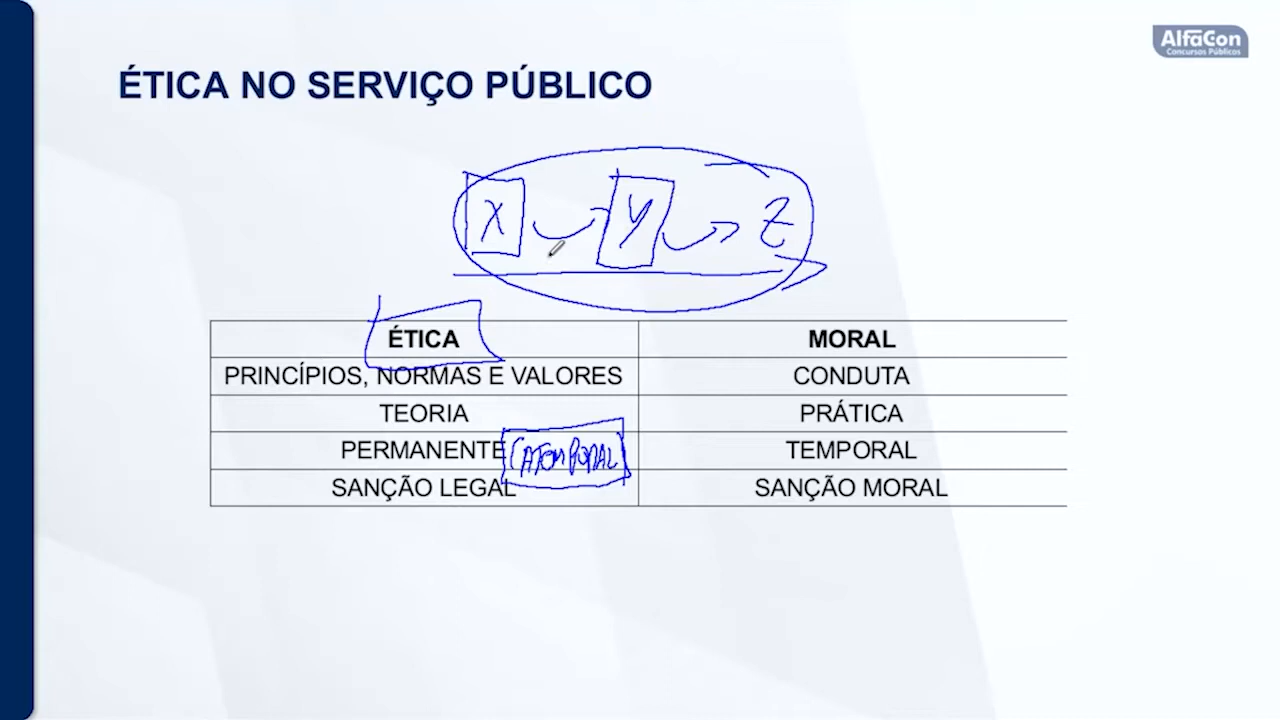 AlfaCon
Concursos Públicos
ÉTICA NO SERVIÇO PÚBLICO
X Y Z
ÉTICA MORAL
PRINCÍPIOS, NORMAS E VALORES CONDUTA
TEORIA PRÁTICA
PERMANENTE (ATEMPORAL TEMPORAL
SANÇÃO LEGAL SANÇÃO MORAL